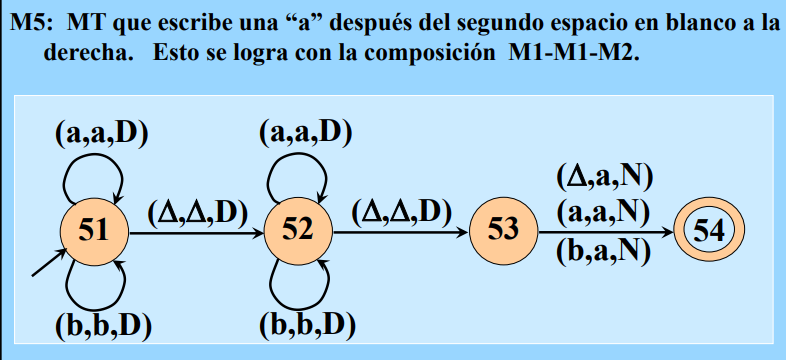 M5: MT que escribe una “a” después del segundo espacio en blanco a la
derecha. Esto se logra con la composición M1-M1-M2.
(a,a,D)
(a,a,D)
(Δ,a,N)
(Δ,Δ,D)
(Δ,Δ,D)
(a,a,N)
51
52
53
54
(b,a,N)
(b,b,D)
(b,b,D)